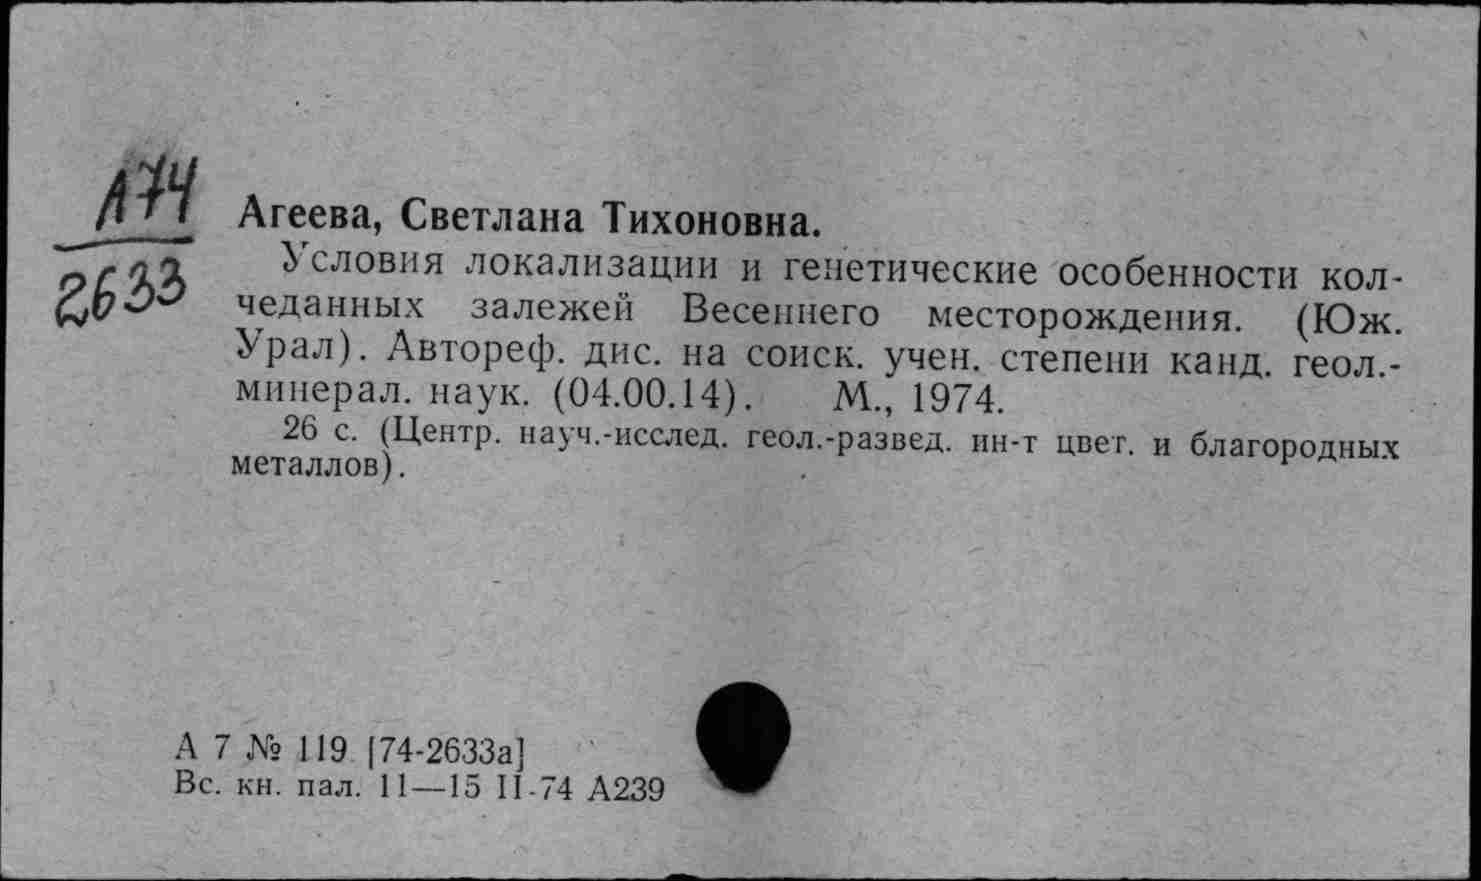 А74
2633
Агеева, Светлана Тихоновна.
Условия локализации и генетические особенности кол-
чеданных залежей Весеннего месторождения. (Юж.
Урал). Автореф. дис. на соиск. учен. степени канд. геол.-
минерал. наук. (04.00.14). М., 1974.
26 с. (Центр. науч.-исслед. геол.-развед. ин-т цвет. и благородных
металлов).
А 7 № 119 [74-2633а]
Вс. кн. пал. 11—15 II-74 А239